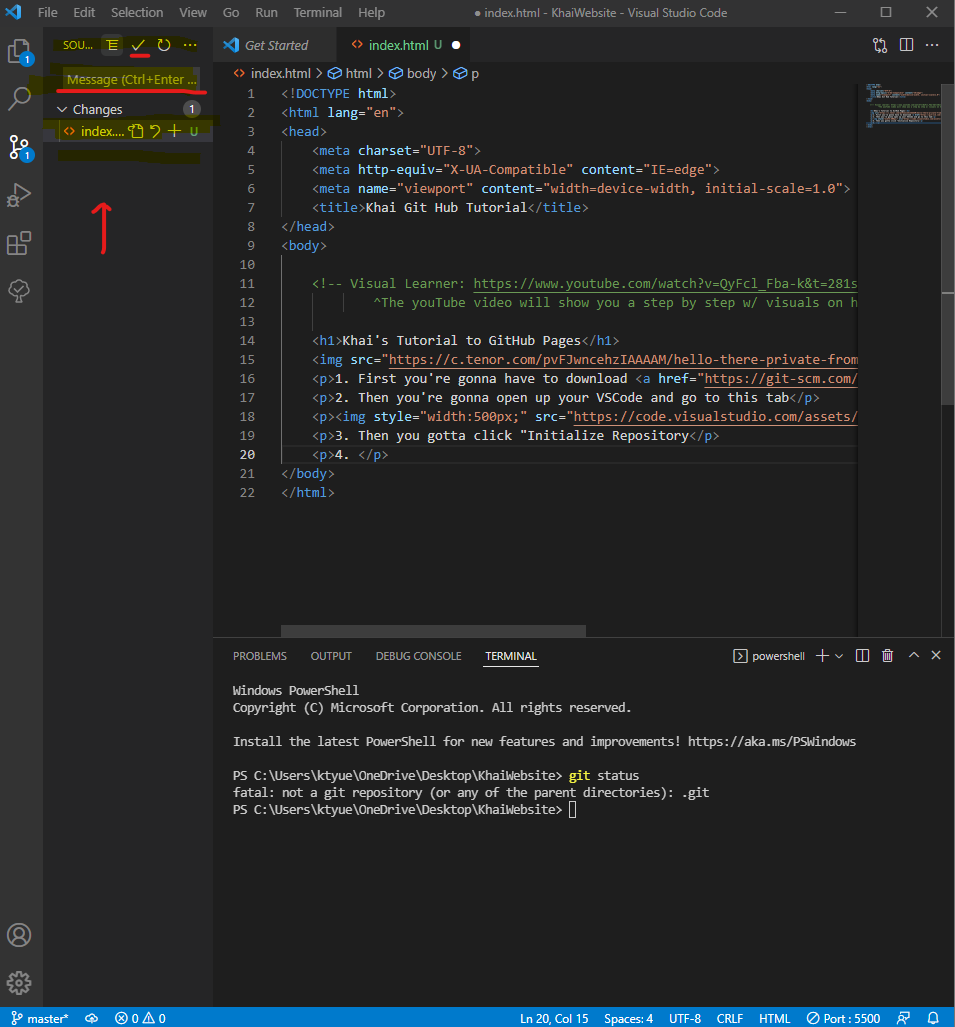 File Edit Selection View Go Run Terminal Help ● index.html - KhaiWebsite - Visual Studio Code
SOU...
Message (Ctrl+Enter ...
Changes 1
index.... U
1
1
Get Started index.html U
index.html > html > body > p
1 <!DOCTYPE html>
2 <html lang="en">
3 <head>
4 <meta charset="UTF-8">
5 <meta http-equiv="X-UA-Compatible" content="IE=edge">
6 <meta name="viewport" content="width=device-width, initial-scale=1.0">
7 <title>Khai Git Hub Tutorial</title>
8 </head>
9 <body>
10
11 <!-- Visual Learner: https://www.youtube.com/watch?v=QyFcl_Fba-k&t=281s
12 ^The youTube video will show you a step by step w/ visuals on h
13
14 <h1>Khai's Tutorial to GitHub Pages</h1>
15 <img src="https://c.tenor.com/pvFJwncehzIAAAAM/hello-there-private-from
16 <p>1. First you're gonna have to download <a href="https://git-scm.com/
17 <p>2. Then you're gonna open up your VSCode and go to this tab</p>
18 <p><img style="width:500px;" src="https://code.visualstudio.com/assets/
19 <p>3. Then you gotta click "Initialize Repository</p>
20 <p>4. </p>
21 </body>
22 </html>
PROBLEMS OUTPUT DEBUG CONSOLE TERMINAL powershell
Windows PowerShell
Copyright (C) Microsoft Corporation. All rights reserved.
Install the latest PowerShell for new features and improvements! https://aka.ms/PSWindows
PS C:\Users\ktyue\OneDrive\Desktop\KhaiWebsite> git status
fatal: not a git repository (or any of the parent directories): .git
PS C:\Users\ktyue\OneDrive\Desktop\KhaiWebsite>
master* 0 0 Ln 20, Col 15 Spaces: 4 UTF-8 CRLF HTML Port : 5500